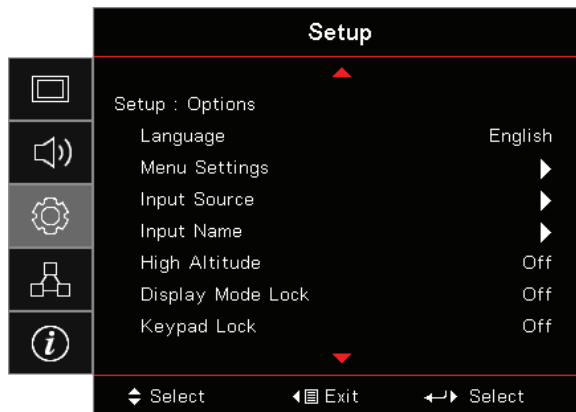 Setup
Setup : Options
Language English
Menu Settings
Input Source
Input Name
High Altitude Off
Display Mode Lock Off
Keypad Lock Off
Select Exit Select